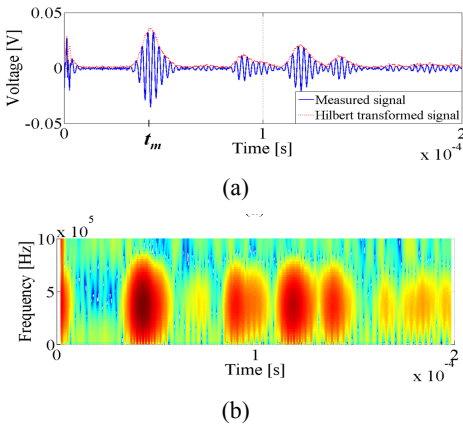 0.05
Voltage [V]
0
-0.05
Measured signal
Hilbert transformed signal
0
t_m
1
2
Time [s]
x 10^-4
(a)
x 10^5
10
Frequency [Hz]
5
0
0
1
2
Time [s]
x 10^-4
(b)